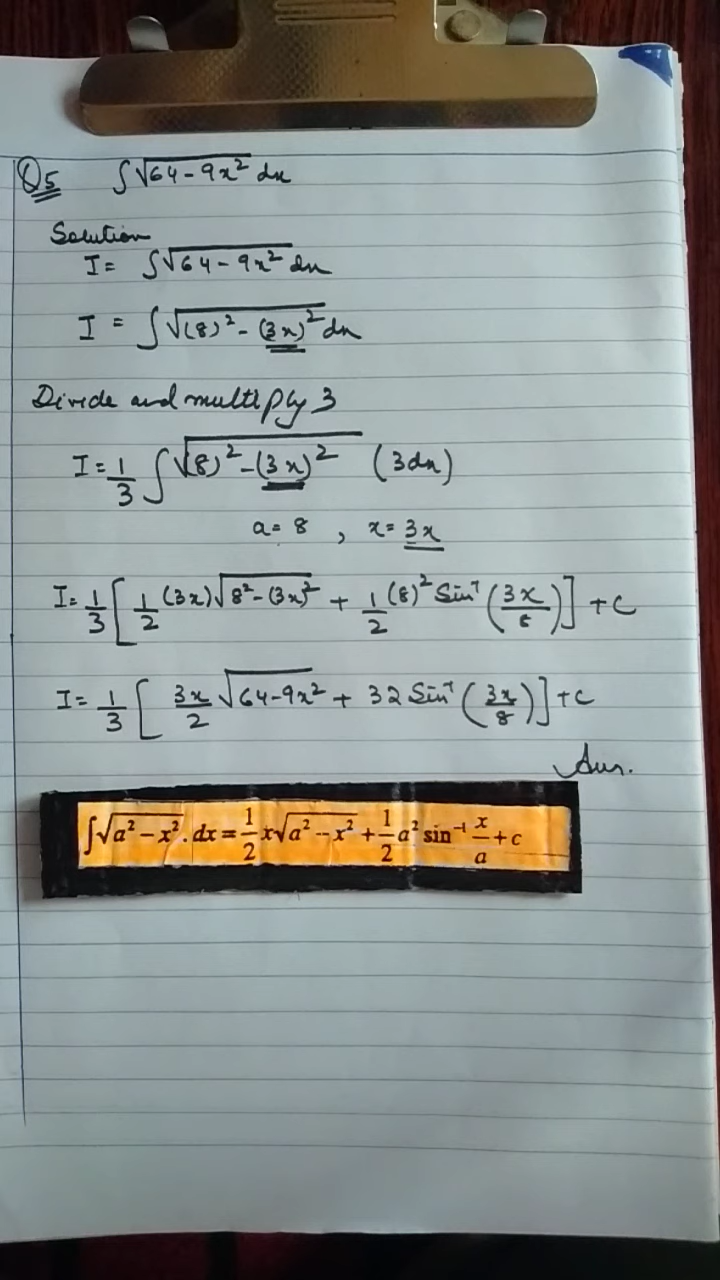 Q5 ∫√64-9x² dx
Solution
I = ∫√64-9x² dx
I = ∫√(8)²-(3x)² dx
Divide and multiply 3
I = 1/3 ∫√(8)²-(3x)² (3dx)
a = 8 , x = 3x
I = 1/3 [ 1/2 (3x)√8²-(3x)² + 1/2 (8)² Sin⁻¹ (3x/8) ] + c
I = 1/3 [ 3x/2 √64-9x² + 32 Sin⁻¹ (3x/8) ] + c
Ans.
∫√a²-x². dx = 1/2 x√a²-x² + 1/2 a² sin⁻¹ x/a + c